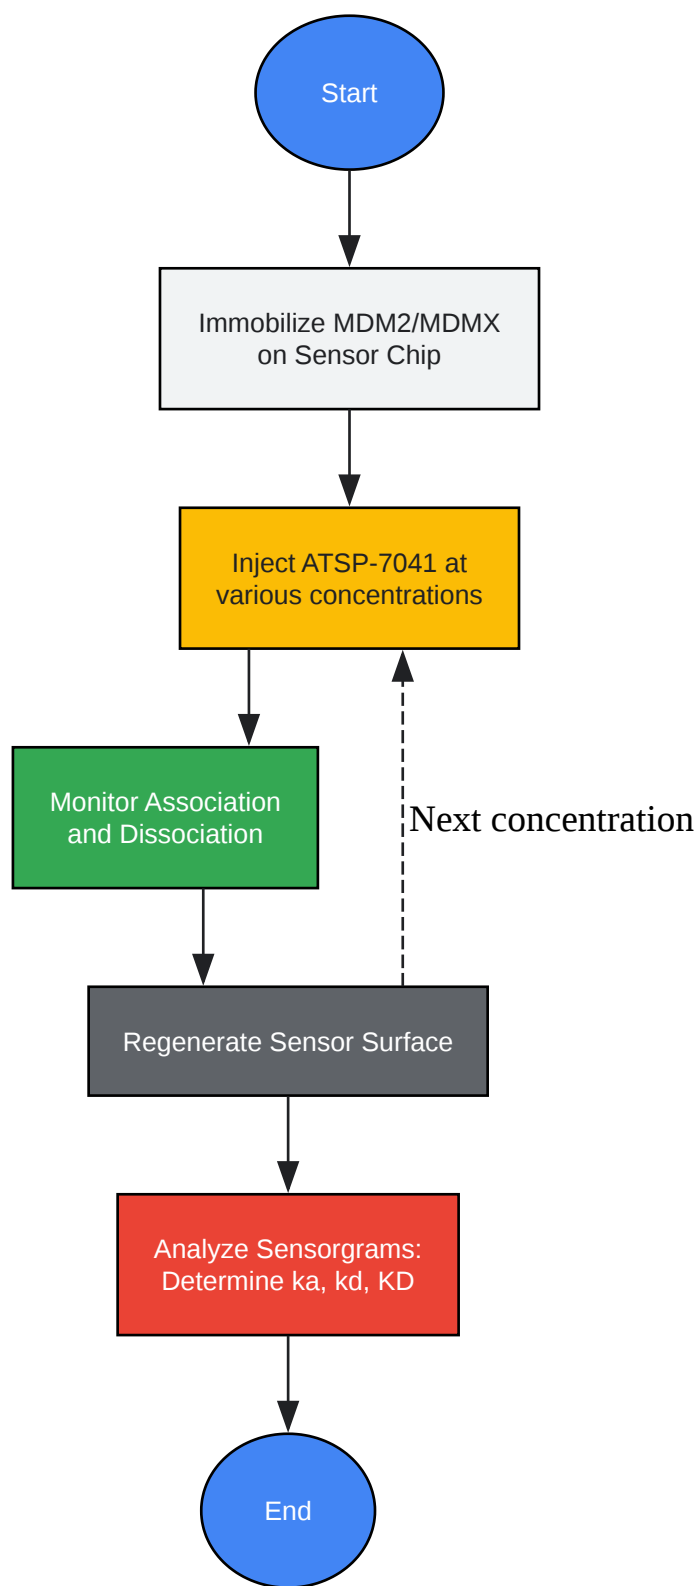 Start
Immobilize MDM2/MDMX
on Sensor Chip
Inject ATSP-7041 at
various concentrations
Monitor Association
and Dissociation
Next concentration
Regenerate Sensor Surface
Analyze Sensorgrams:
Determine ka, kd, KD
End